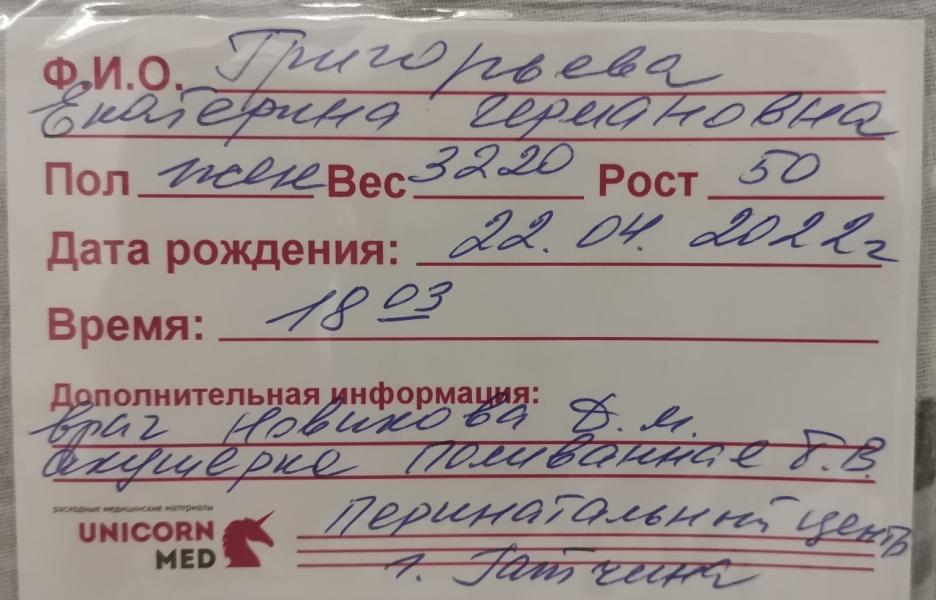 Ф.И.О. Григорьева
Екатерина Германовна
Пол жен Вес 3220 Рост 50
Дата рождения: 22.04.2022г
Время: 18 03
Дополнительная информация:
врач Новикова Д.М.
акушерка Поливанная Т.В.
расходные медицинские материалы
UNICORN
MED
Перинатальный центр
г. Гатчина